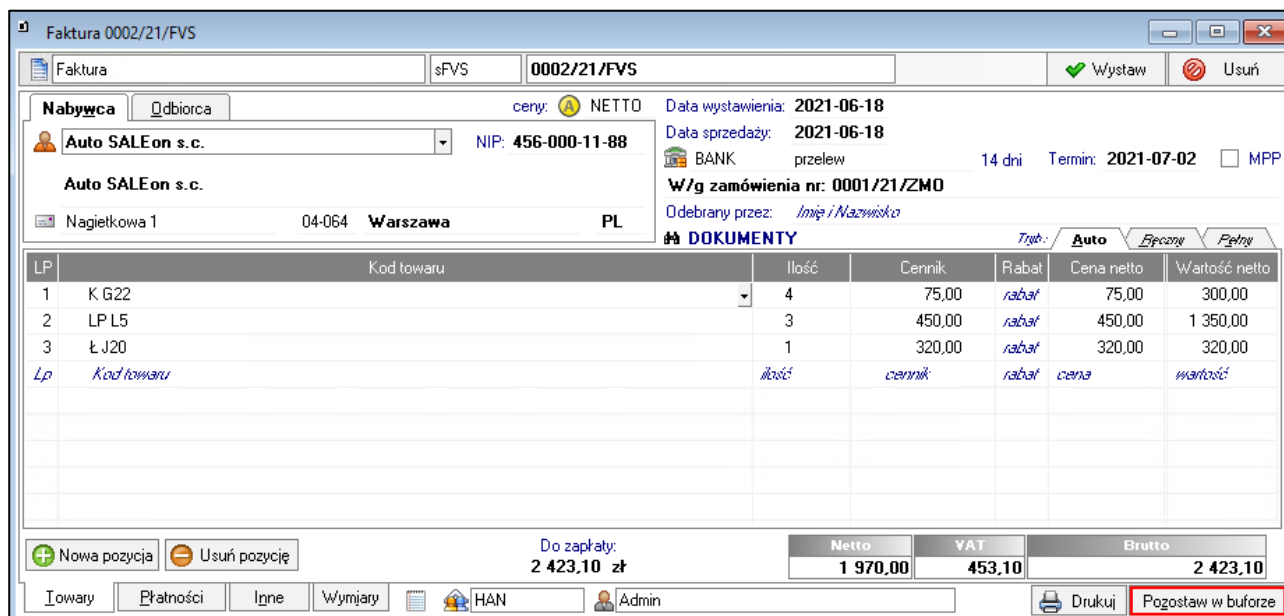 Faktura 0002/21/FVS
Faktura sFVS 0002/21/FVS Wystaw Usuń
Nabywca Odbiorca ceny: A NETTO Data wystawienia: 2021-06-18
Auto SALEon s.c. NIP: 456-000-11-88 Data sprzedaży: 2021-06-18
BANK przelew 14 dni Termin: 2021-07-02 MPP
Auto SALEon s.c. W/g zamówienia nr: 0001/21/ZMO
Nagietkowa 1 04-064 Warszawa PL Odebrany przez: Imię i Nazwisko
DOKUMENTY Tryb: Auto Ręczny Pełny
LP Kod towaru Ilość Cennik Rabat Cena netto Wartość netto
1 K G22 4 75,00 rabat 75,00 300,00
2 LP L5 3 450,00 rabat 450,00 1 350,00
3 Ł J20 1 320,00 rabat 320,00 320,00
Lp Kod towaru ilość cennik rabat cena wartość
Nowa pozycja Usuń pozycję Do zapłaty: Netto VAT Brutto
2 423,10 zł 1 970,00 453,10 2 423,10
Towary Płatności Inne Wymiary HAN Admin Drukuj Pozostaw w buforze